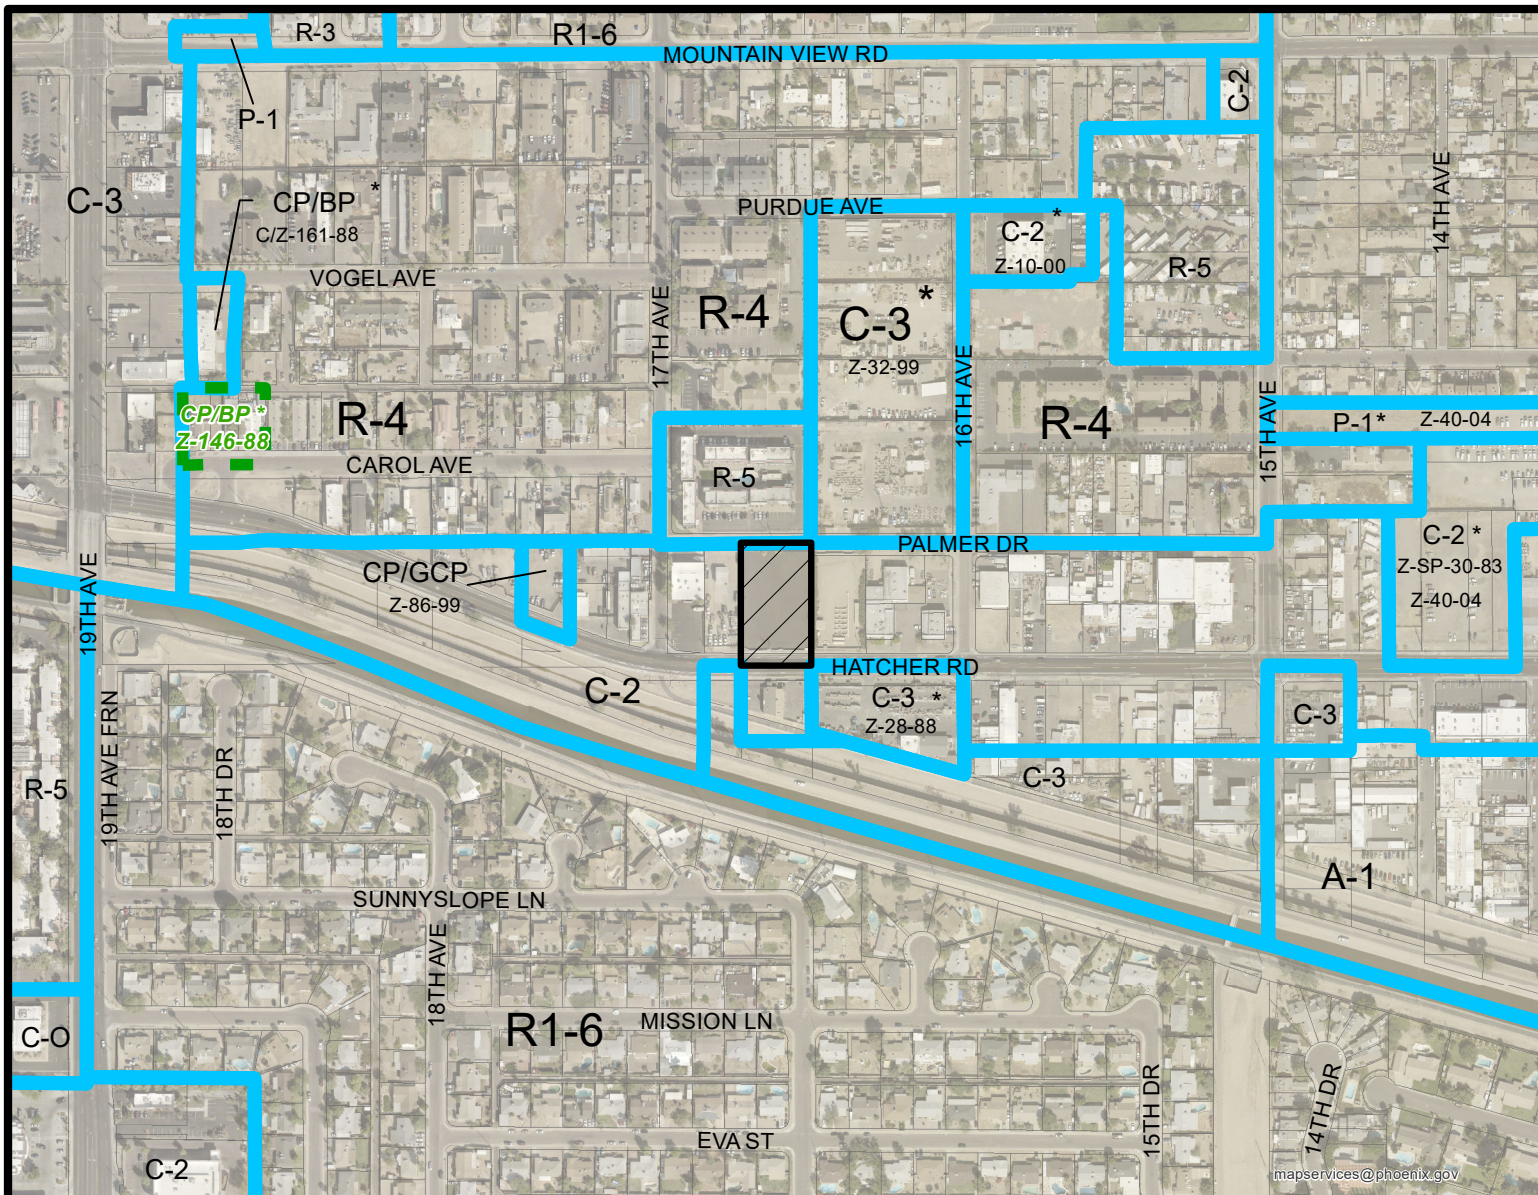 R-3
R1-6
MOUNTAIN VIEW RD
C-2
P-1
14TH AVE
C-3
CP/BP *
C/Z-161-88
PURDUE AVE
C-2 *
Z-10-00
R-5
VOGEL AVE
17TH AVE
R-4
C-3 *
Z-32-99
16TH AVE
CP/BP *
Z-146-88
R-4
R-4
15TH AVE
P-1*
Z-40-04
CAROL AVE
R-5
C-2 *
Z-SP-30-83
Z-40-04
PALMER DR
19TH AVE
CP/GCP
Z-86-99
HATCHER RD
C-2
C-3 *
Z-28-88
C-3
C-3
R-5
19TH AVE FRN
18TH DR
A-1
SUNNYSLOPE LN
18TH AVE
C-O
R1-6
MISSION LN
15TH DR
14TH DR
EVA ST
C-2
mapservices@phoenix.gov